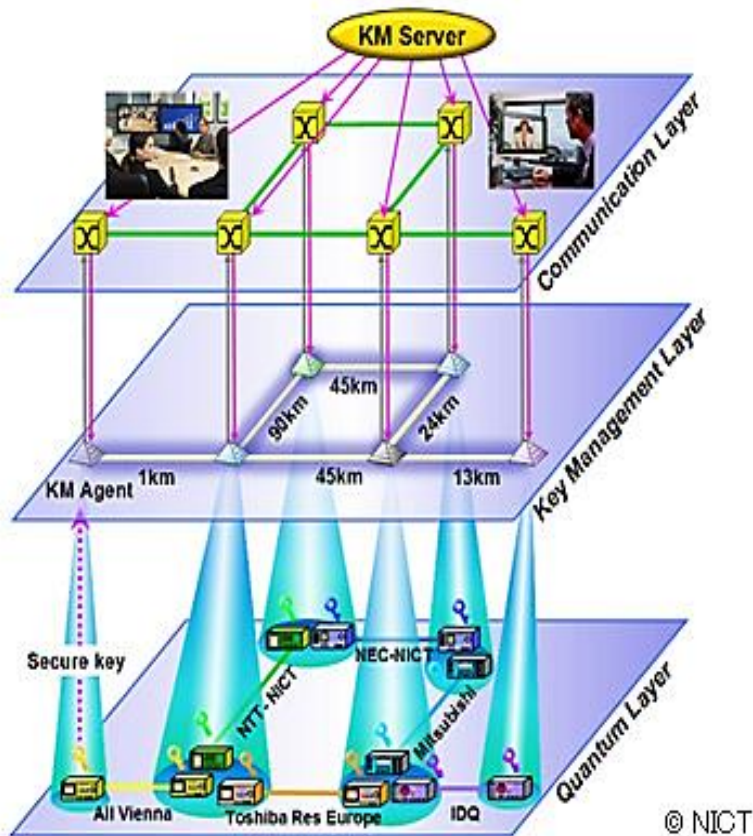 KM Server
Communication Layer
45km
90km
24km
KM Agent
1km
45km
13km
Key Management Layer
Secure key
NEC-NICT
NTT-NICT
Mitsubishi
All Vienna
Toshiba Res Europe
IDQ
Quantum Layer
© NICT